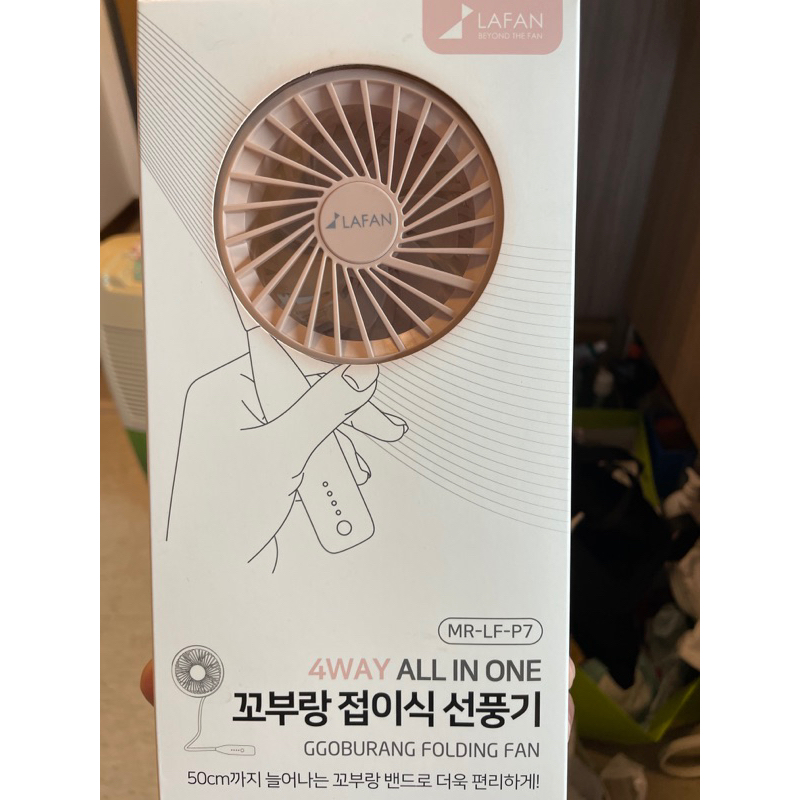 LAFAN
BEYOND THE FAN
LAFAN
MR-LF-P7
4WAY ALL IN ONE
꼬부랑 접이식 선풍기
GGOBURANG FOLDING FAN
50cm까지 늘어나는 꼬부랑 밴드로 더욱 편리하게!